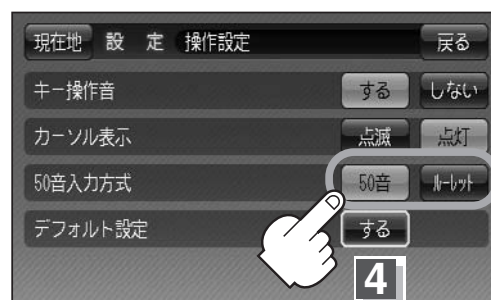 現在地 設 定 操作設定 戻る
キー操作音 する しない
カーソル表示 点滅 点灯
50音入力方式 50音 ルーレット
デフォルト設定 する
4